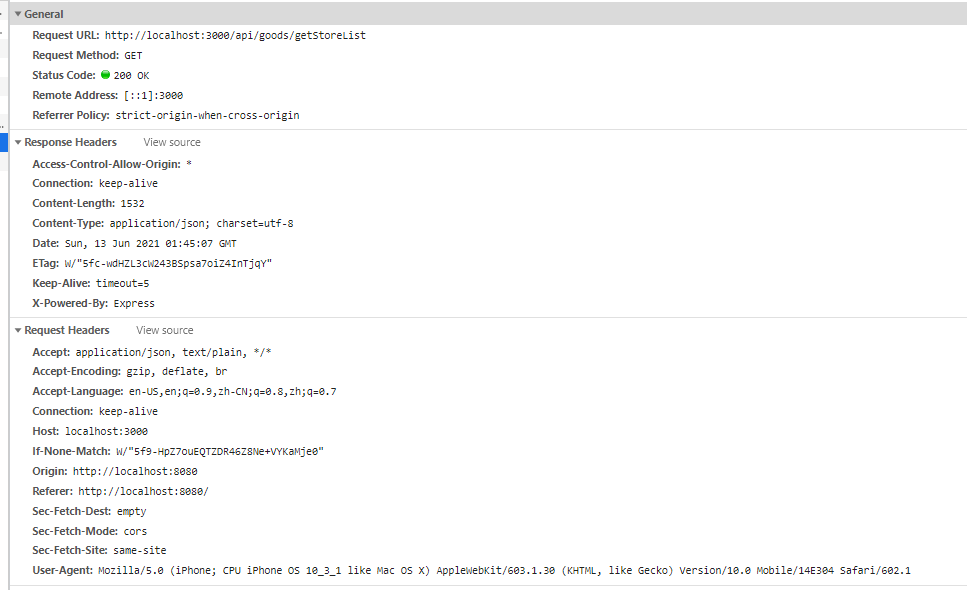 General
Request URL: http://localhost:3000/api/goods/getStoreList
Request Method: GET
Status Code: 200 OK
Remote Address: [::1]:3000
Referrer Policy: strict-origin-when-cross-origin
Response Headers View source
Access-Control-Allow-Origin: *
Connection: keep-alive
Content-Length: 1532
Content-Type: application/json; charset=utf-8
Date: Sun, 13 Jun 2021 01:45:07 GMT
ETag: W/"5fc-wdHZL3cW243BSpsa7oiZ4InTjqY"
Keep-Alive: timeout=5
X-Powered-By: Express
Request Headers View source
Accept: application/json, text/plain, */*
Accept-Encoding: gzip, deflate, br
Accept-Language: en-US,en;q=0.9,zh-CN;q=0.8,zh;q=0.7
Connection: keep-alive
Host: localhost:3000
If-None-Match: W/"5f9-HpZ7ouEQTZDR46Z8Ne+VYKaMje0"
Origin: http://localhost:8080
Referer: http://localhost:8080/
Sec-Fetch-Dest: empty
Sec-Fetch-Mode: cors
Sec-Fetch-Site: same-site
User-Agent: Mozilla/5.0 (iPhone; CPU iPhone OS 10_3_1 like Mac OS X) AppleWebKit/603.1.30 (KHTML, like Gecko) Version/10.0 Mobile/14E304 Safari/602.1